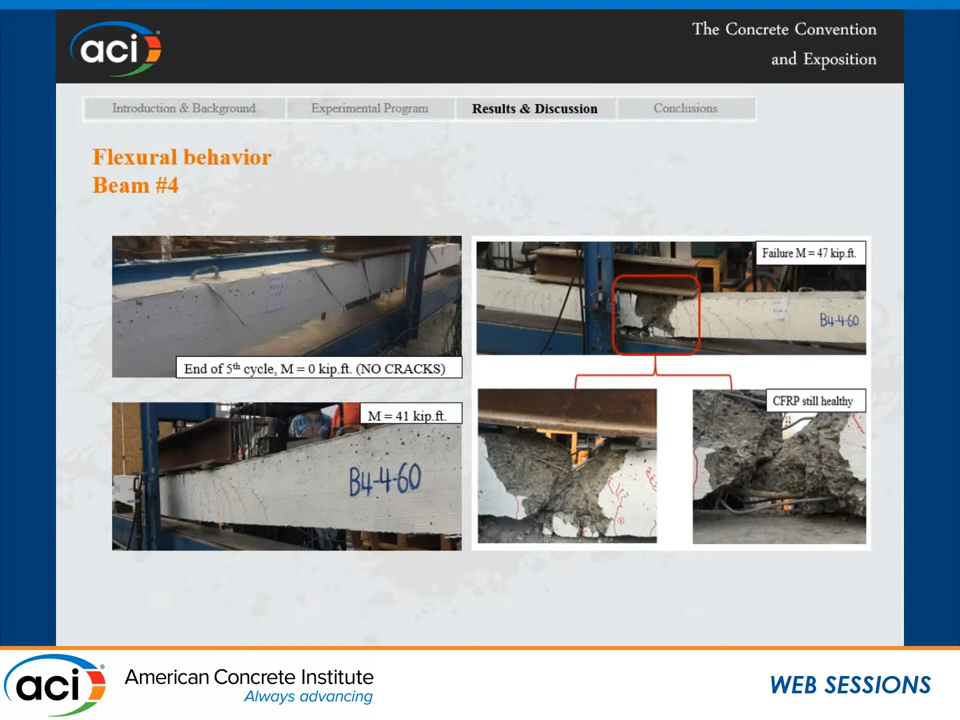 aci
The Concrete Convention
and Exposition
Introduction & Background
Experimental Program
Results & Discussion
Conclusions
Flexural behavior
Beam #4
End of 5th cycle, M = 0 kip.ft. (NO CRACKS)
M = 41 kip.ft.
B4-4-60
Failure M = 47 kip.ft.
B4-4-60
CFRP still healthy
aci
American Concrete Institute
Always advancing
WEB SESSIONS